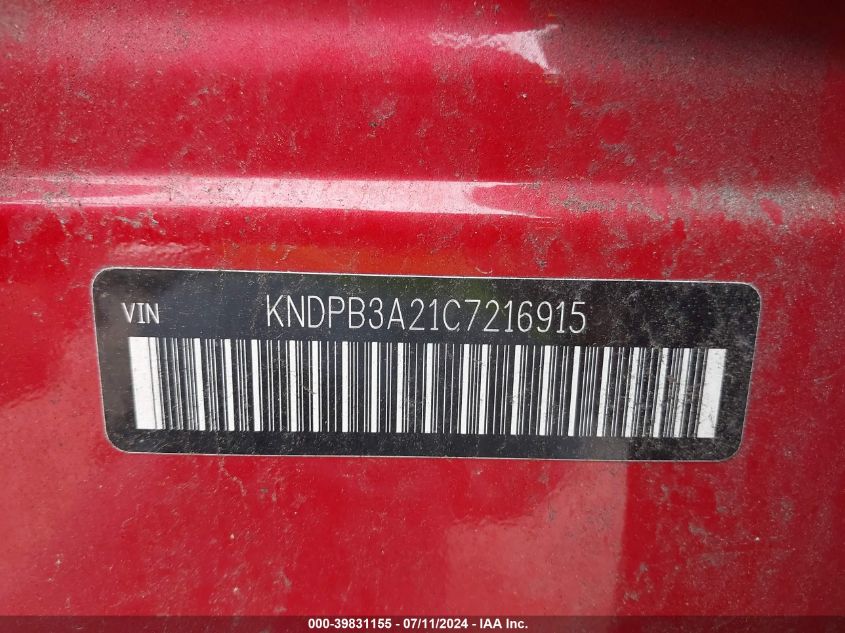 VIN KNDPB3A21C7216915
000-39831155 - 07/11/2024 - IAA Inc.